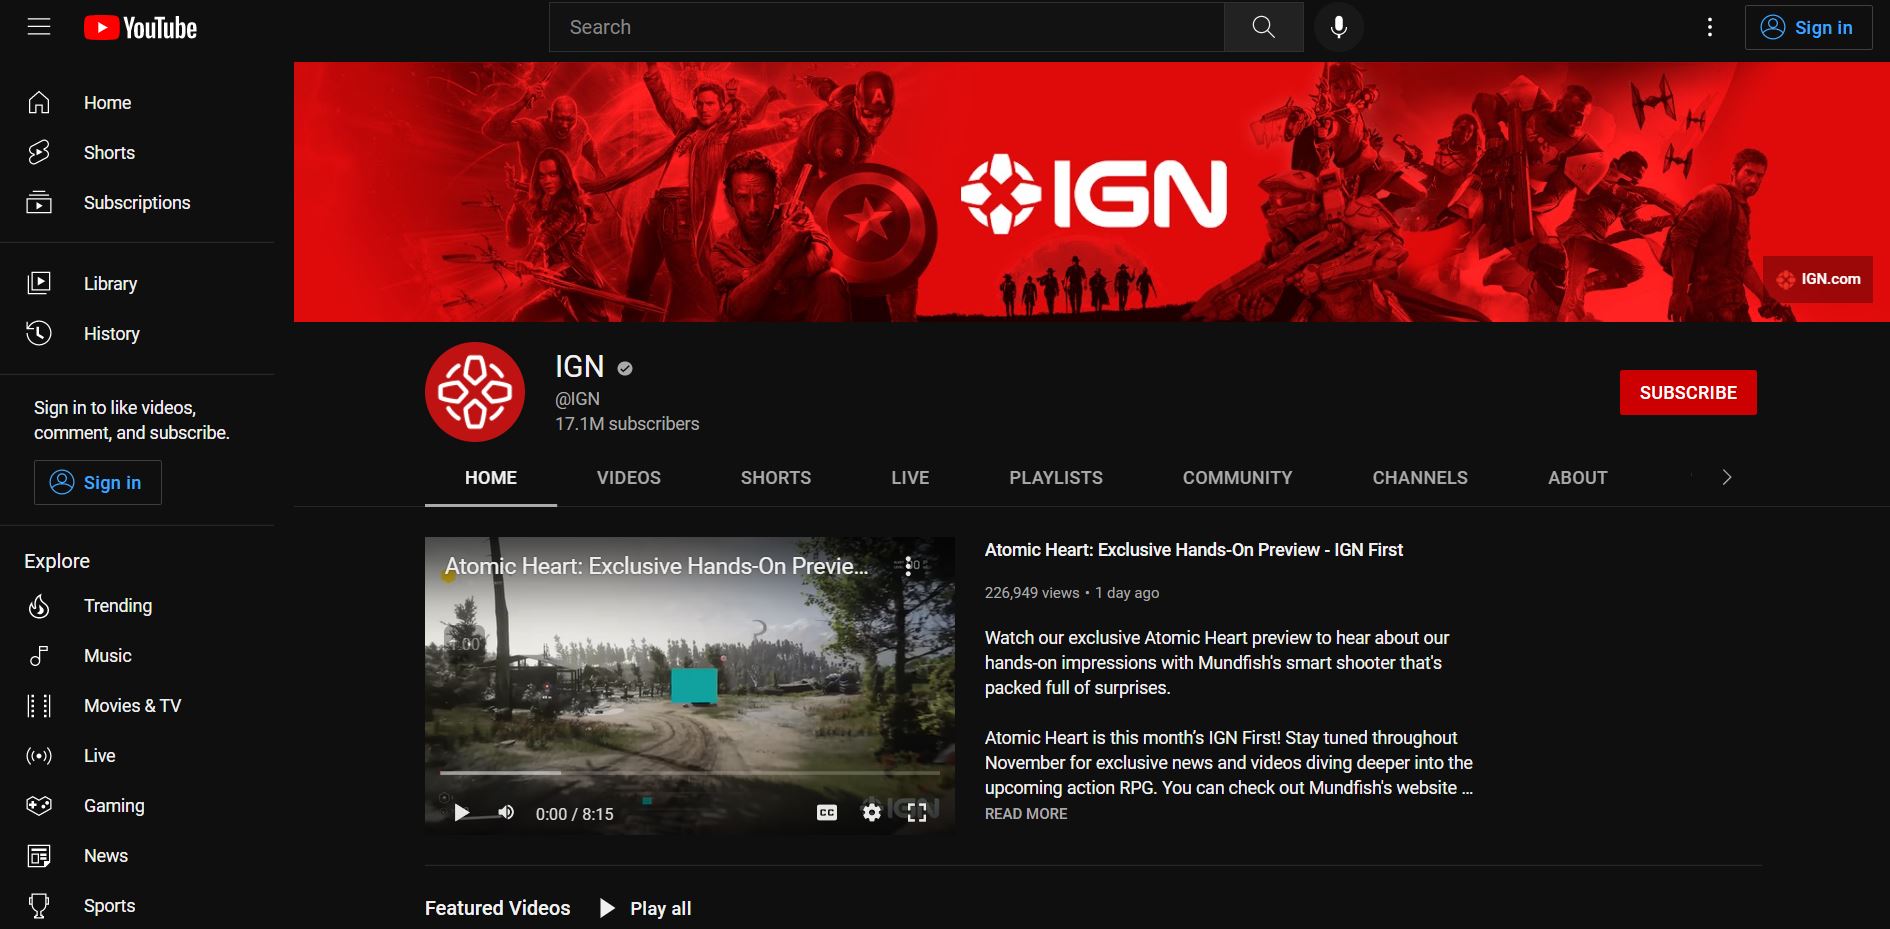 YouTube
Search
Sign in
Home
Shorts
Subscriptions
Library
History
Sign in to like videos,
comment, and subscribe.
Sign in
Explore
Trending
Music
Movies & TV
Live
Gaming
News
Sports
IGN
IGN.com
IGN
@IGN
17.1M subscribers
SUBSCRIBE
HOME
VIDEOS
SHORTS
LIVE
PLAYLISTS
COMMUNITY
CHANNELS
ABOUT
Atomic Heart: Exclusive Hands-On Previe...
1:00
0:00 / 8:15
CC
IGN
Atomic Heart: Exclusive Hands-On Preview - IGN First
226,949 views • 1 day ago
Watch our exclusive Atomic Heart preview to hear about our
hands-on impressions with Mundfish's smart shooter that's
packed full of surprises.
Atomic Heart is this month’s IGN First! Stay tuned throughout
November for exclusive news and videos diving deeper into the
upcoming action RPG. You can check out Mundfish's website ...
READ MORE
Featured Videos
Play all